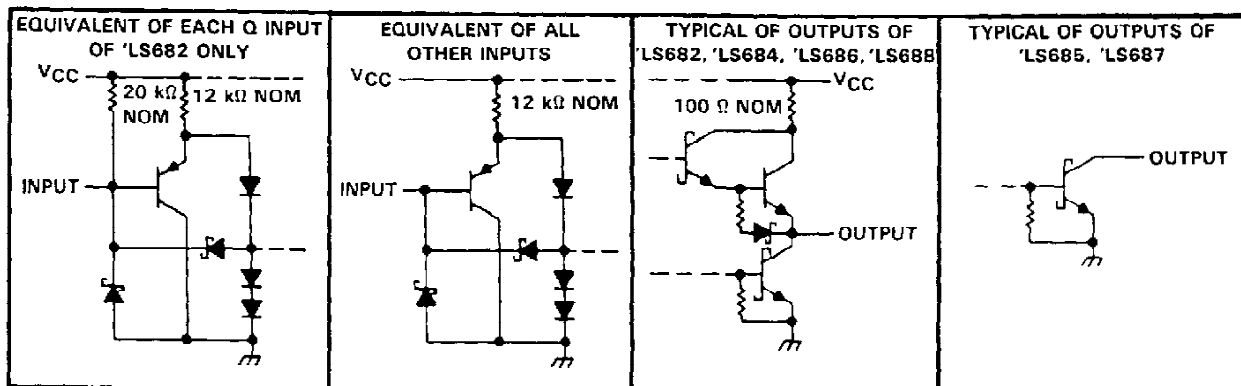 EQUIVALENT OF EACH Q INPUT
OF 'LS682 ONLY
VCC
20 kΩ
NOM
12 kΩ NOM
INPUT
EQUIVALENT OF ALL
OTHER INPUTS
VCC
12 kΩ NOM
INPUT
TYPICAL OF OUTPUTS OF
'LS682, 'LS684, 'LS686, 'LS688
VCC
100 Ω NOM
OUTPUT
TYPICAL OF OUTPUTS OF
'LS685, 'LS687
OUTPUT